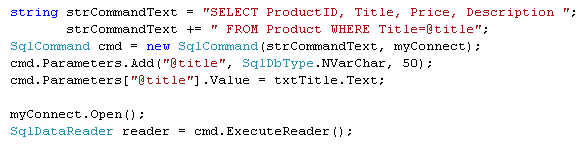 string strCommandText = "SELECT ProductID, Title, Price, Description ";
strCommandText += " FROM Product WHERE Title=@title";
SqlCommand cmd = new SqlCommand(strCommandText, myConnect);
cmd.Parameters.Add("@title", SqlDbType.NVarChar, 50);
cmd.Parameters["@title"].Value = txtTitle.Text;
myConnect.Open();
SqlDataReader reader = cmd.ExecuteReader();